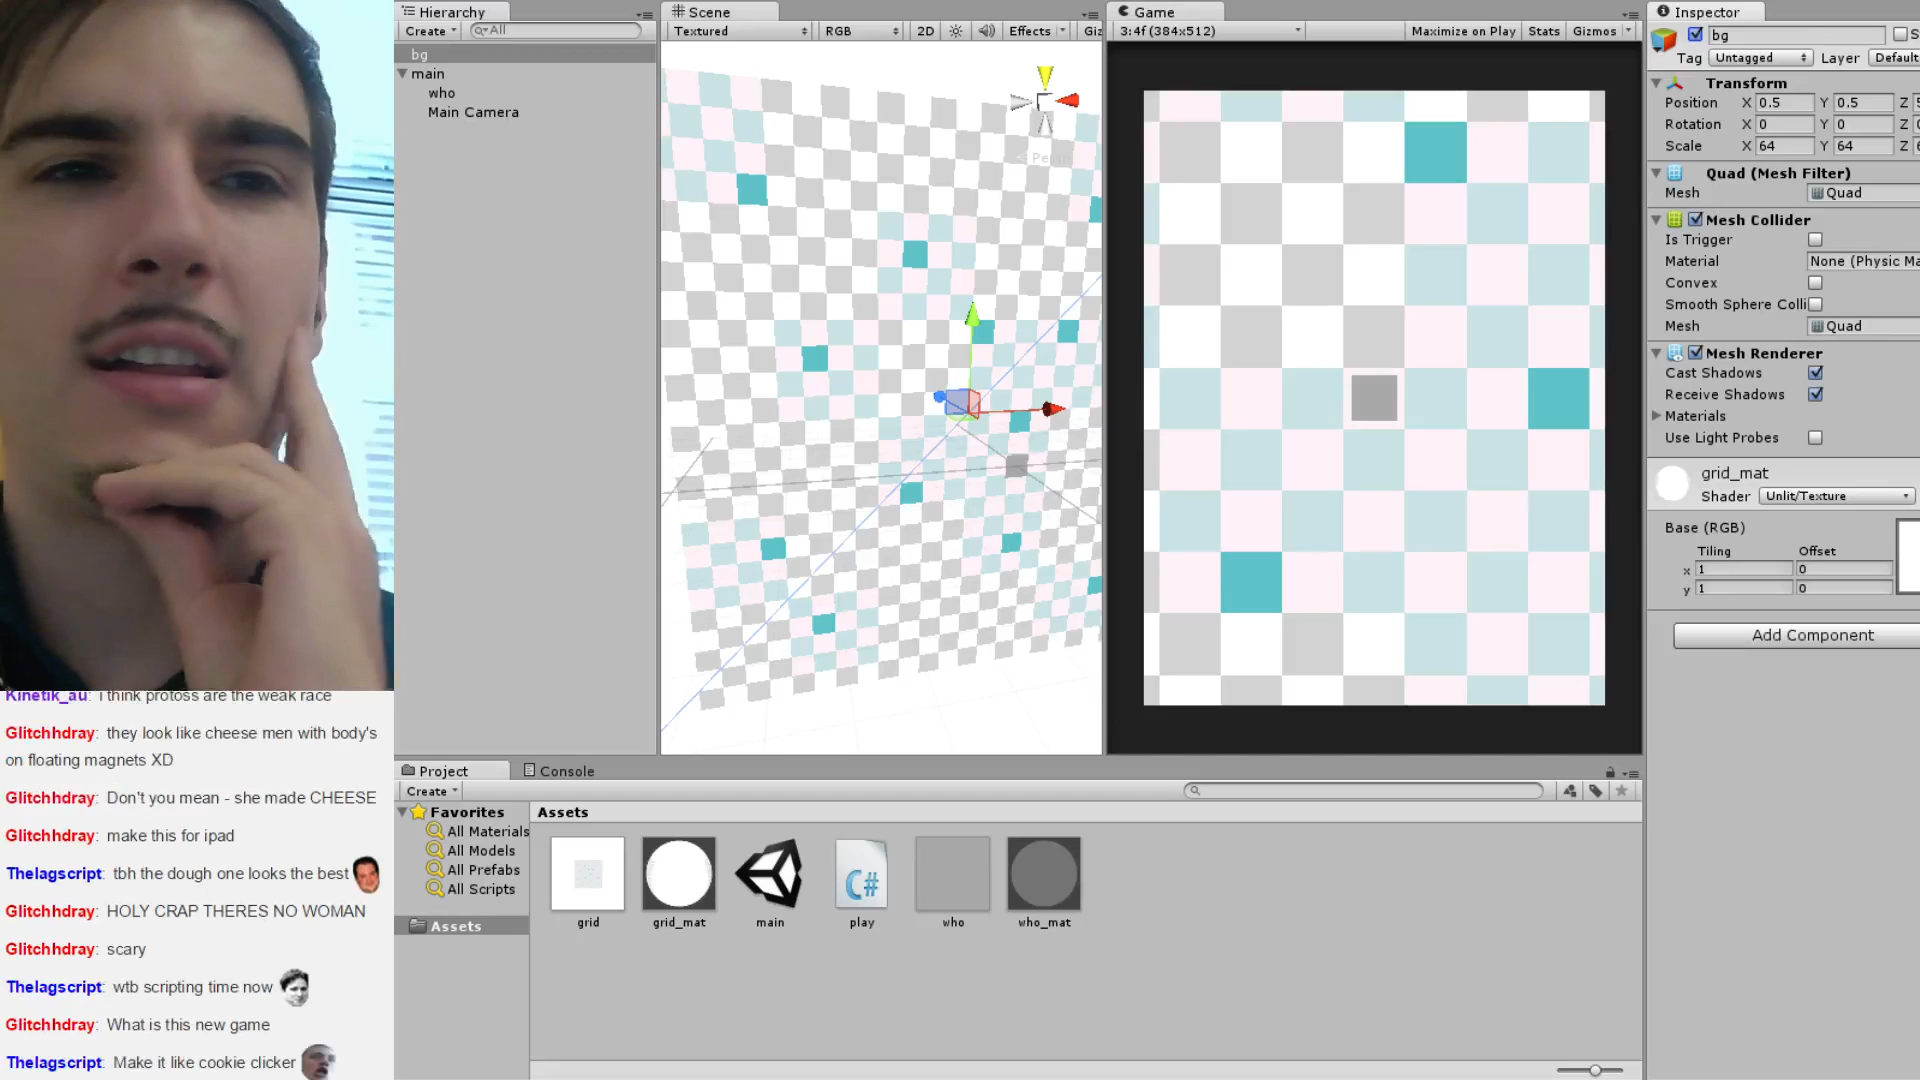 Hierarchy
Create
All
bg
main
who
Main Camera
Scene
Textured
RGB
2D
Effects
Giz
Game
3:4f (384x512)
Maximize on Play
Stats
Gizmos
Inspector
bg
S
Tag Untagged Layer Default
Transform
Position X 0.5 Y 0.5 Z 5
Rotation X 0 Y 0 Z
Scale X 64 Y 64 Z 6
Quad (Mesh Filter)
Mesh Quad
Mesh Collider
Is Trigger
Material None (Physic Ma
Convex
Smooth Sphere Colli
Mesh Quad
Mesh Renderer
Cast Shadows
Receive Shadows
Materials
Use Light Probes
grid_mat
Shader Unlit/Texture
Base (RGB)
Tiling Offset
x 1 0
y 1 0
Add Component
Kinetik_au: I think protoss are the weak race
Glitchhdray: they look like cheese men with body's
on floating magnets XD
Glitchhdray: Don't you mean - she made CHEESE
Glitchhdray: make this for ipad
Thelagscript: tbh the dough one looks the best
Glitchhdray: HOLY CRAP THERES NO WOMAN
Glitchhdray: scary
Thelagscript: wtb scripting time now
Glitchhdray: What is this new game
Thelagscript: Make it like cookie clicker
Project
Console
Create
Favorites
All Materials
All Models
All Prefabs
All Scripts
Assets
Assets
C#
grid
grid_mat
main
play
who
who_mat